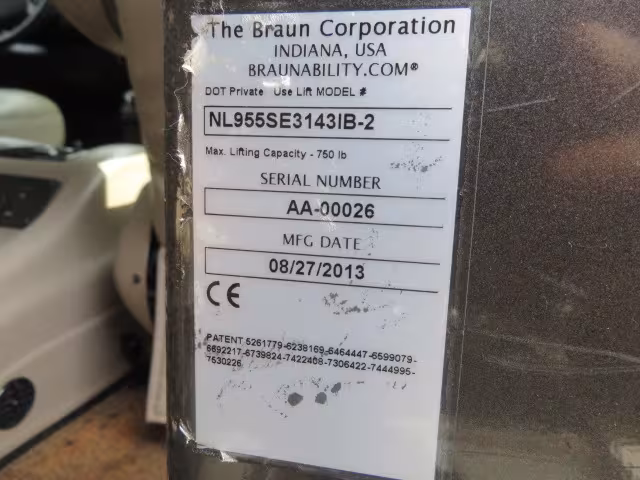 The Braun Corporation
INDIANA, USA
BRAUNABILITY.COM®
DOT Private Use Lift MODEL #
NL955SE3143IB-2
Max. Lifting Capacity - 750 lb
SERIAL NUMBER
AA-00026
MFG DATE
08/27/2013
CE
PATENT 5261779-6238169-6464447-6599079-
6692217-6739824-7422408-7306422-7444995-
7530226